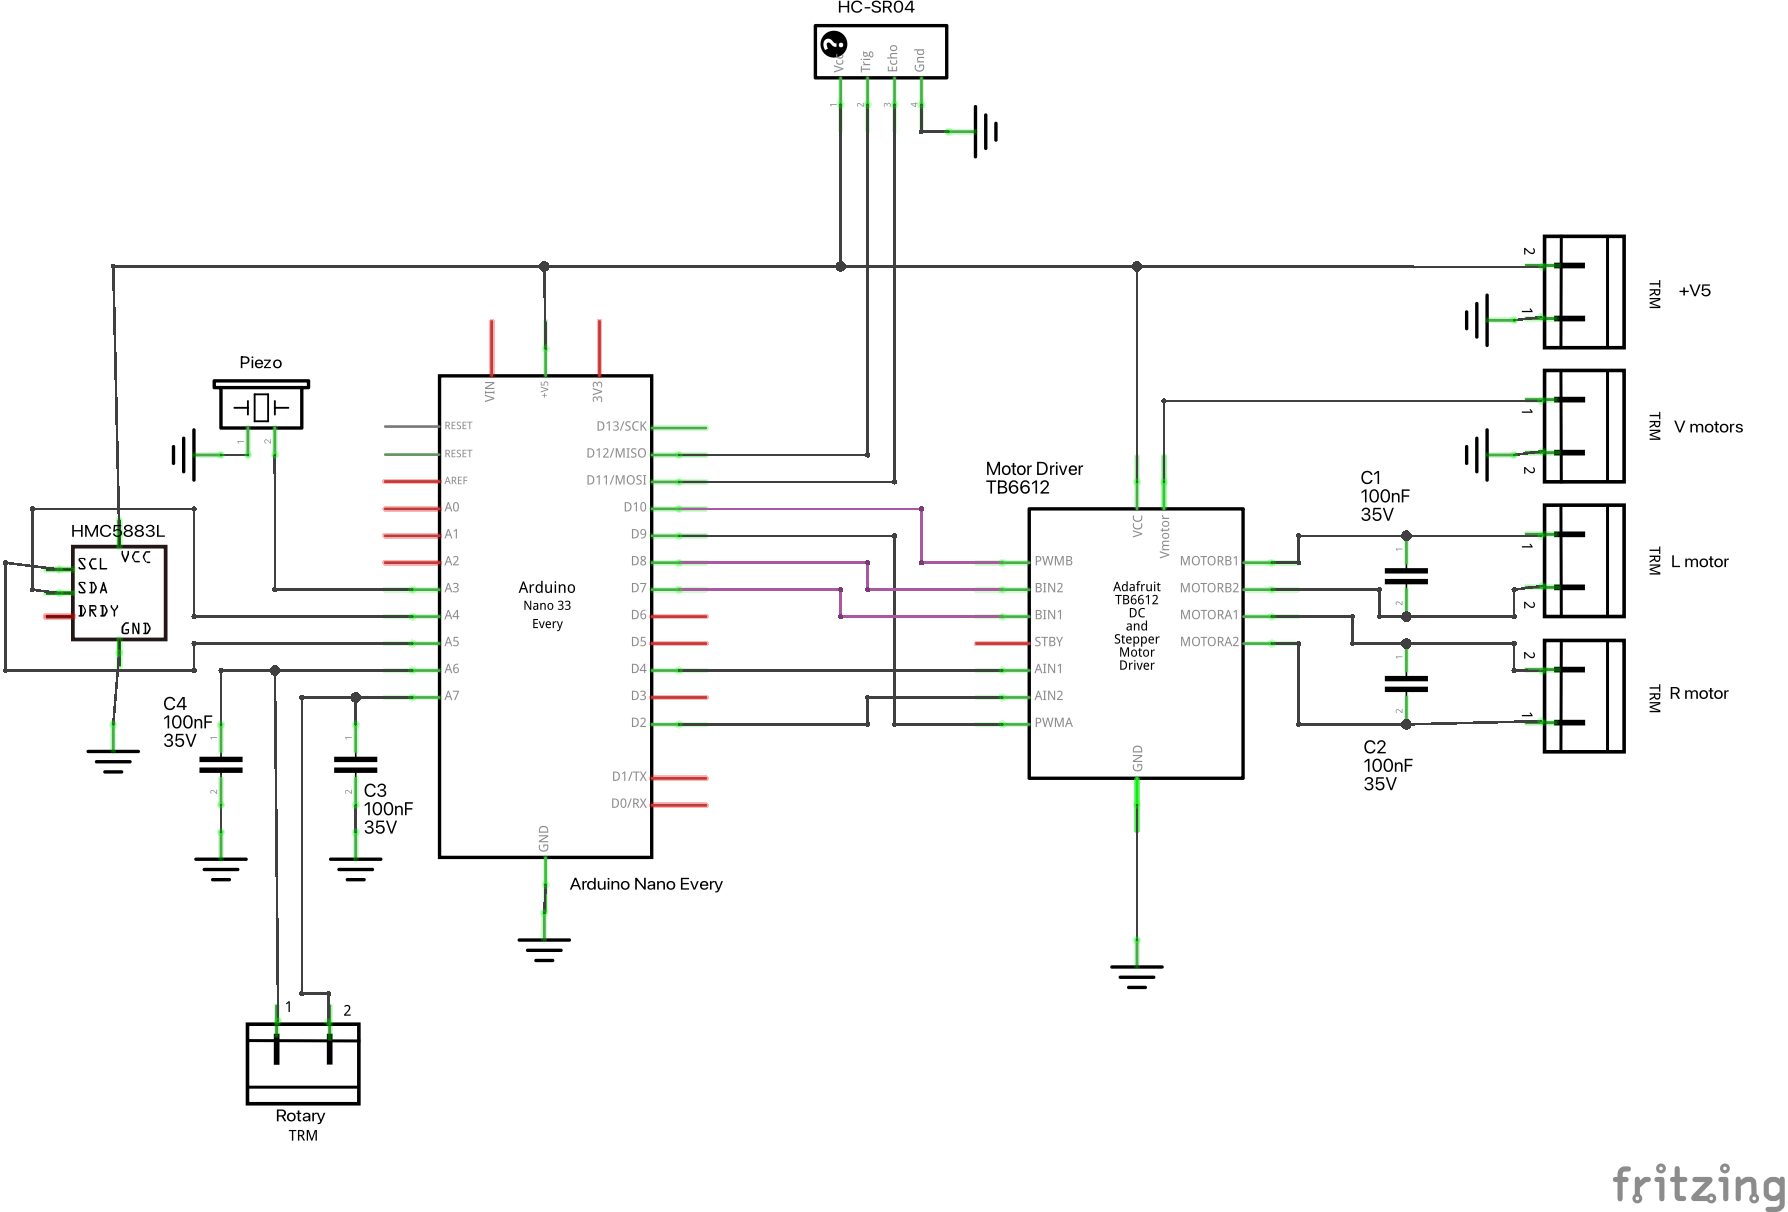 HC-SR04
Vcc
Trig
Echo
Gnd
1
2
3
4
2
1
TRM
+V5
Piezo
1
2
VIN
+V5
3V3
1
2
TRM
V motors
RESET
RESET
AREF
A0
A1
A2
A3
A4
A5
A6
A7
D13/SCK
D12/MISO
D11/MOSI
D10
D9
D8
D7
D6
D5
D4
D3
D2
D1/TX
D0/RX
GND
Arduino
Nano 33
Every
Arduino Nano Every
HMC5883L
VCC
SCL
SDA
DRDY
GND
Motor Driver
TB6612
VCC
Vmotor
PWMB
BIN2
BIN1
STBY
AIN1
AIN2
PWMA
MOTORB1
MOTORB2
MOTORA1
MOTORA2
GND
Adafruit
TB6612
DC
and
Stepper
Motor
Driver
C1
100nF
35V
1
2
1
2
TRM
L motor
1
2
2
1
TRM
R motor
C2
100nF
35V
C4
100nF
35V
1
2
1
2
C3
100nF
35V
1
2
Rotary
TRM
fritzing